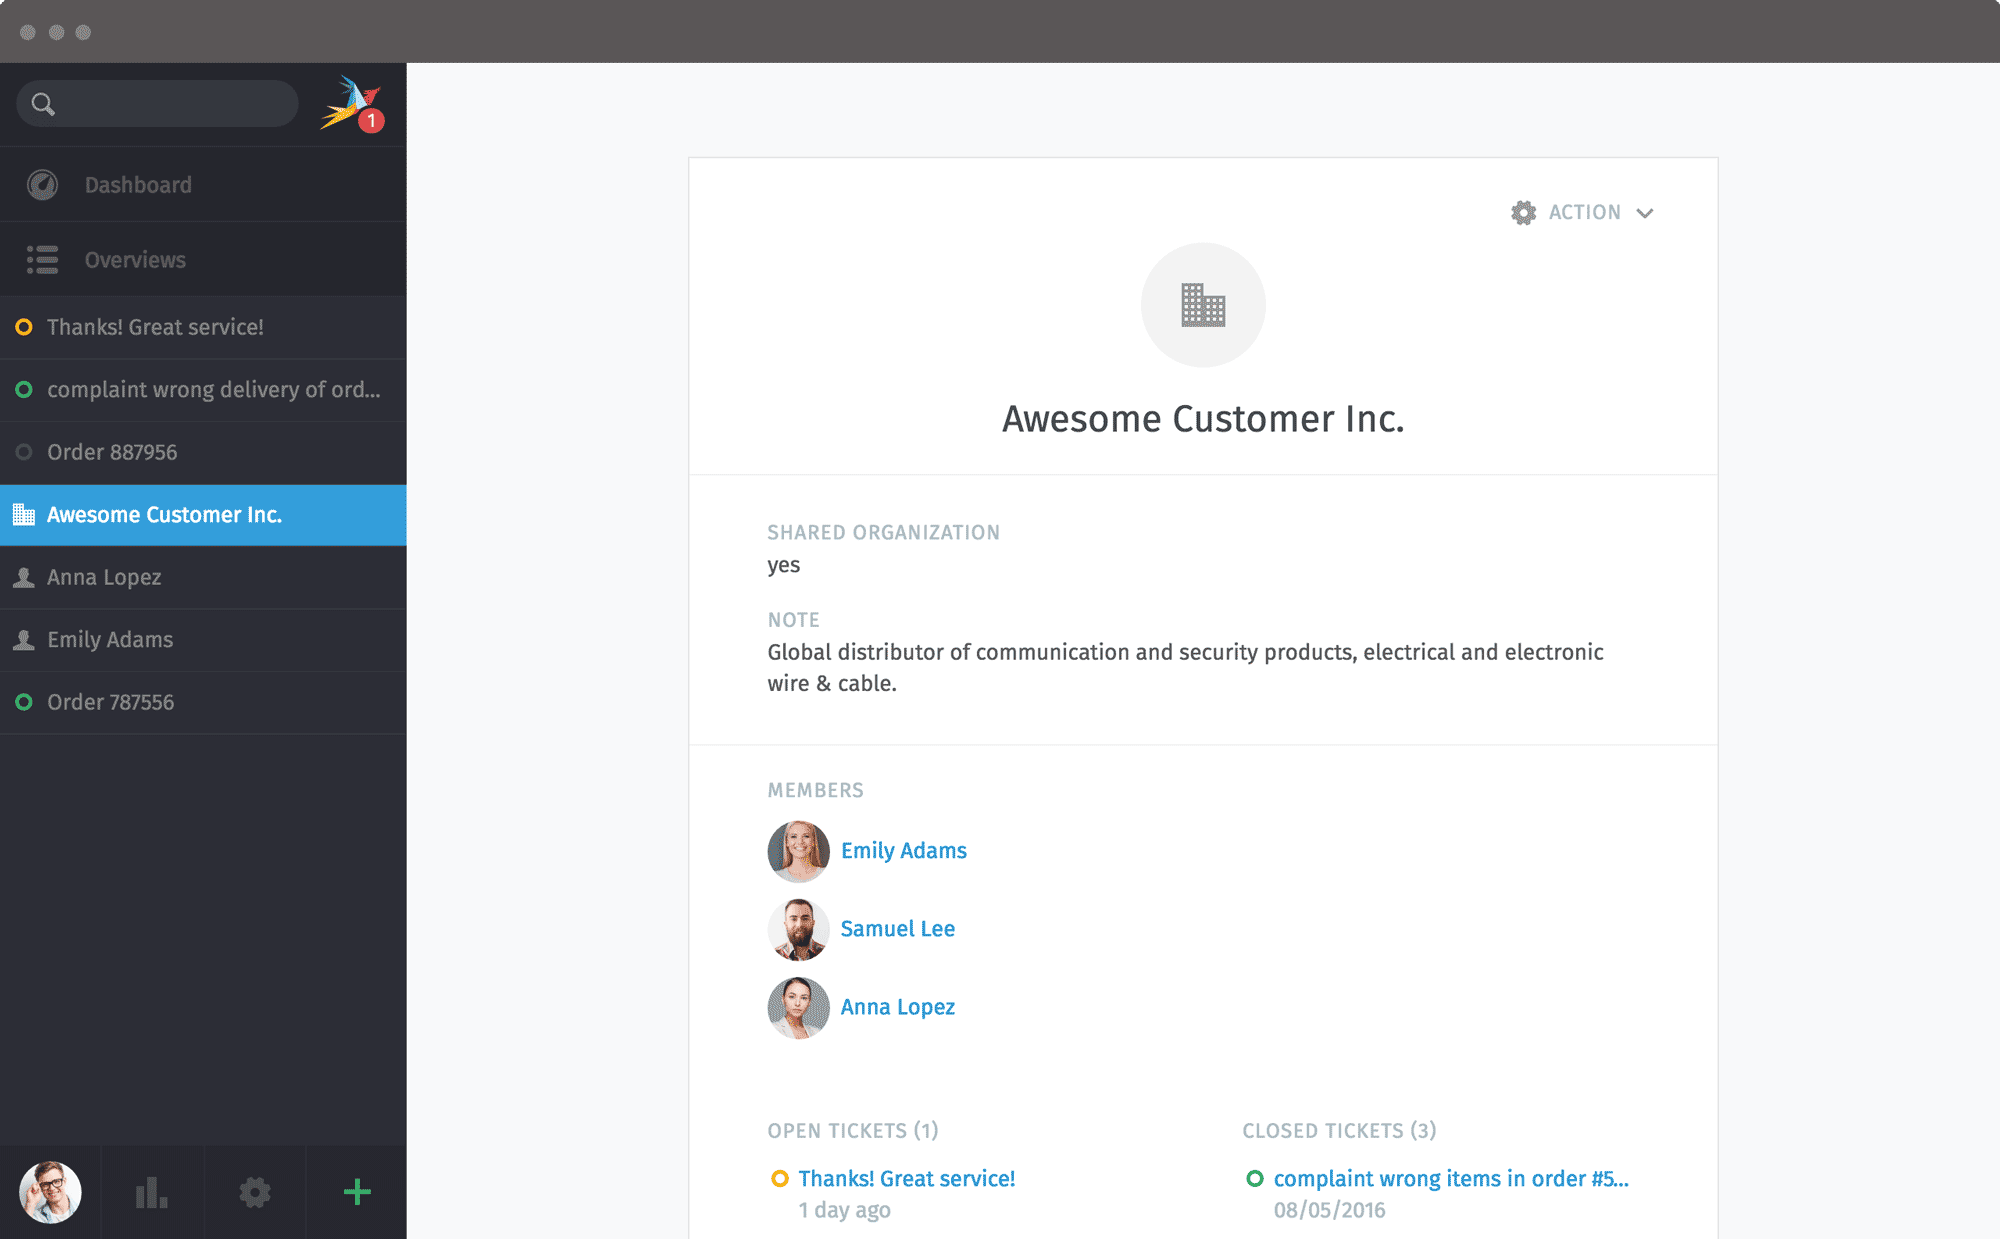 1
Dashboard
Overviews
Thanks! Great service!
complaint wrong delivery of ord...
Order 887956
Awesome Customer Inc.
Anna Lopez
Emily Adams
Order 787556
ACTION
Awesome Customer Inc.
SHARED ORGANIZATION
yes
NOTE
Global distributor of communication and security products, electrical and electronic
wire & cable.
MEMBERS
Emily Adams
Samuel Lee
Anna Lopez
OPEN TICKETS (1)
Thanks! Great service!
1 day ago
CLOSED TICKETS (3)
complaint wrong items in order #5...
08/05/2016